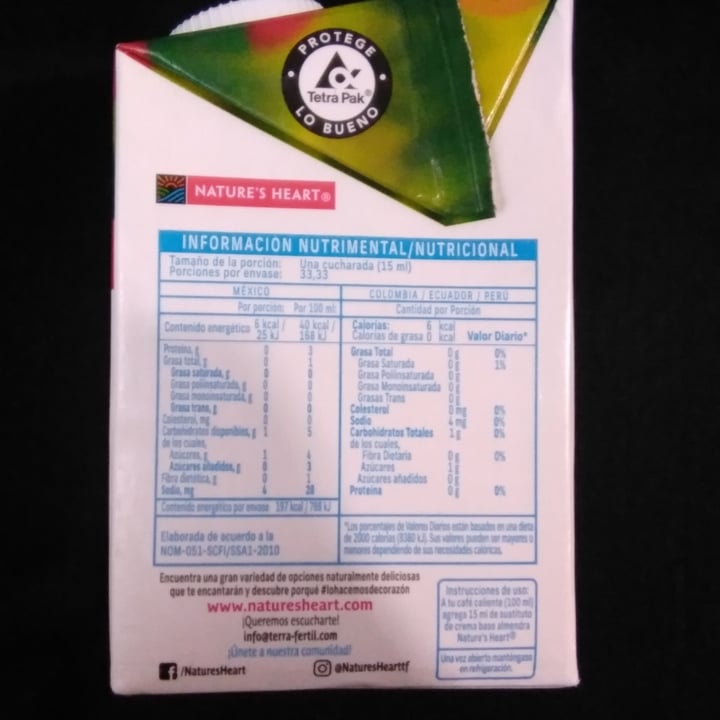 PROTEGE
Tetra Pak®
LO BUENO
NATURE'S HEART®
INFORMACIÓN NUTRIMENTAL/NUTRICIONAL
Tamaño de la porción: Una cucharada (15 ml)
Porciones por envase: 33,33
MÉXICO
Por porción: Por 100 ml:
Contenido energético 6 kcal / 25 kJ 40 kcal / 168 kJ
Proteína, g 0 3
Grasa total, g 0 1
Grasa saturada, g 0 0
Grasa poliinsaturada, g 0 0
Grasa monoinsaturada, g 0 0
Grasa trans, g 0 0
Colesterol, mg 0 0
Carbohidratos disponibles, g 1 5
de los cuales,
Azúcares, g 1 4
Azúcares añadidos, g 0 3
Fibra dietética, g 0 1
Sodio, mg 4 28
Contenido energético por envase 197 kcal / 788 kJ
Elaborada de acuerdo a la
NOM-051-SCFI/SSA1-2010
COLOMBIA / ECUADOR / PERÚ
Cantidad por Porción
Calorías: 6 kcal
Calorías de grasa 0 kcal Valor Diario*
Grasa Total 0 g 0%
Grasa Saturada 0 g 1%
Grasa Poliinsaturada 0 g
Grasa Monoinsaturada 0 g
Grasas Trans 0 g
Colesterol 0 mg 0%
Sodio 4 mg 0%
Carbohidratos Totales 1 g 0%
de los cuales,
Fibra Dietaria 0 g 0%
Azúcares 1 g
Azúcares añadidos 0 g
Proteína 0 g 0%
*Los porcentajes de Valores Diarios están basados en una dieta
de 2000 calorías (8380 kJ). Sus valores pueden ser mayores o
menores dependiendo de sus necesidades calóricas.
Encuentra una gran variedad de opciones naturalmente deliciosas
que te encantarán y descubre porqué #lohacemosdecorazón
www.naturesheart.com
¡Queremos escucharte!
info@terra-fertil.com
¡Únete a nuestra comunidad!
/NaturesHeart
@NaturesHearttf
Instrucciones de uso:
A tu café caliente (100 ml)
agrega 15 ml de sustituto
de crema base almendra
Nature's Heart®
Una vez abierto manténgase
en refrigeración.